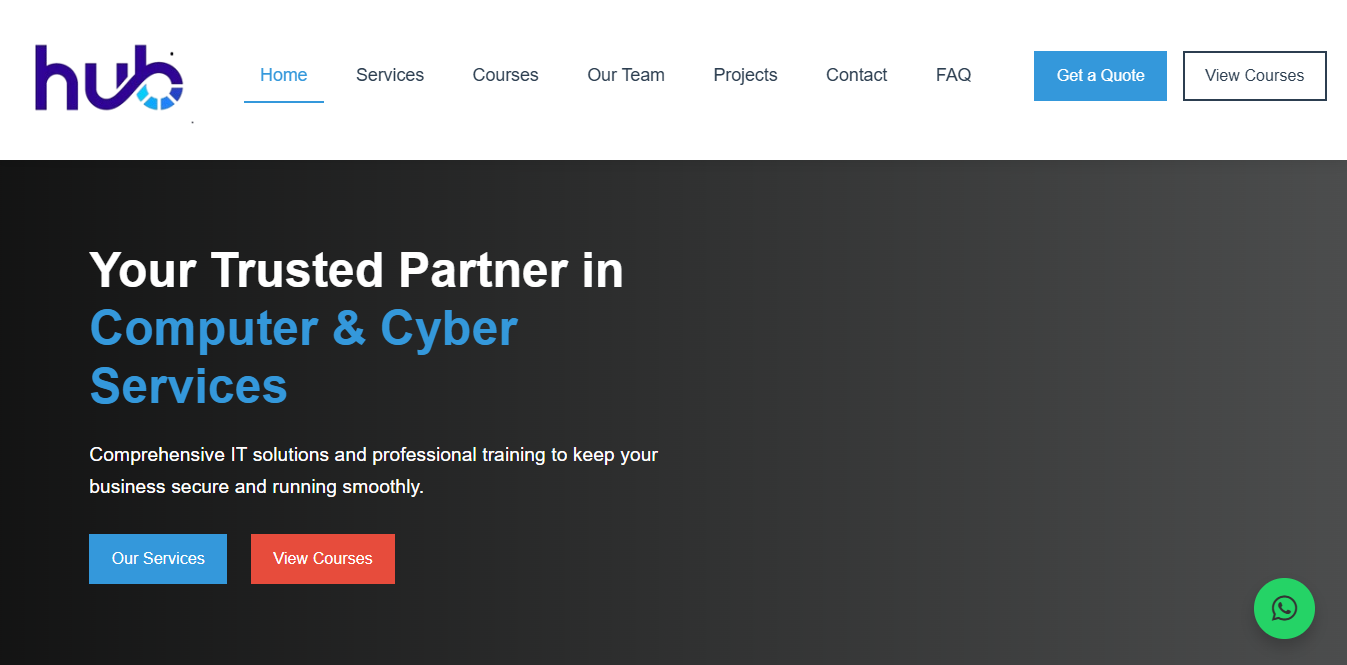 hub
Home
Services
Courses
Our Team
Projects
Contact
FAQ
Get a Quote
View Courses
Your Trusted Partner in
Computer & Cyber
Services
Comprehensive IT solutions and professional training to keep your
business secure and running smoothly.
Our Services
View Courses